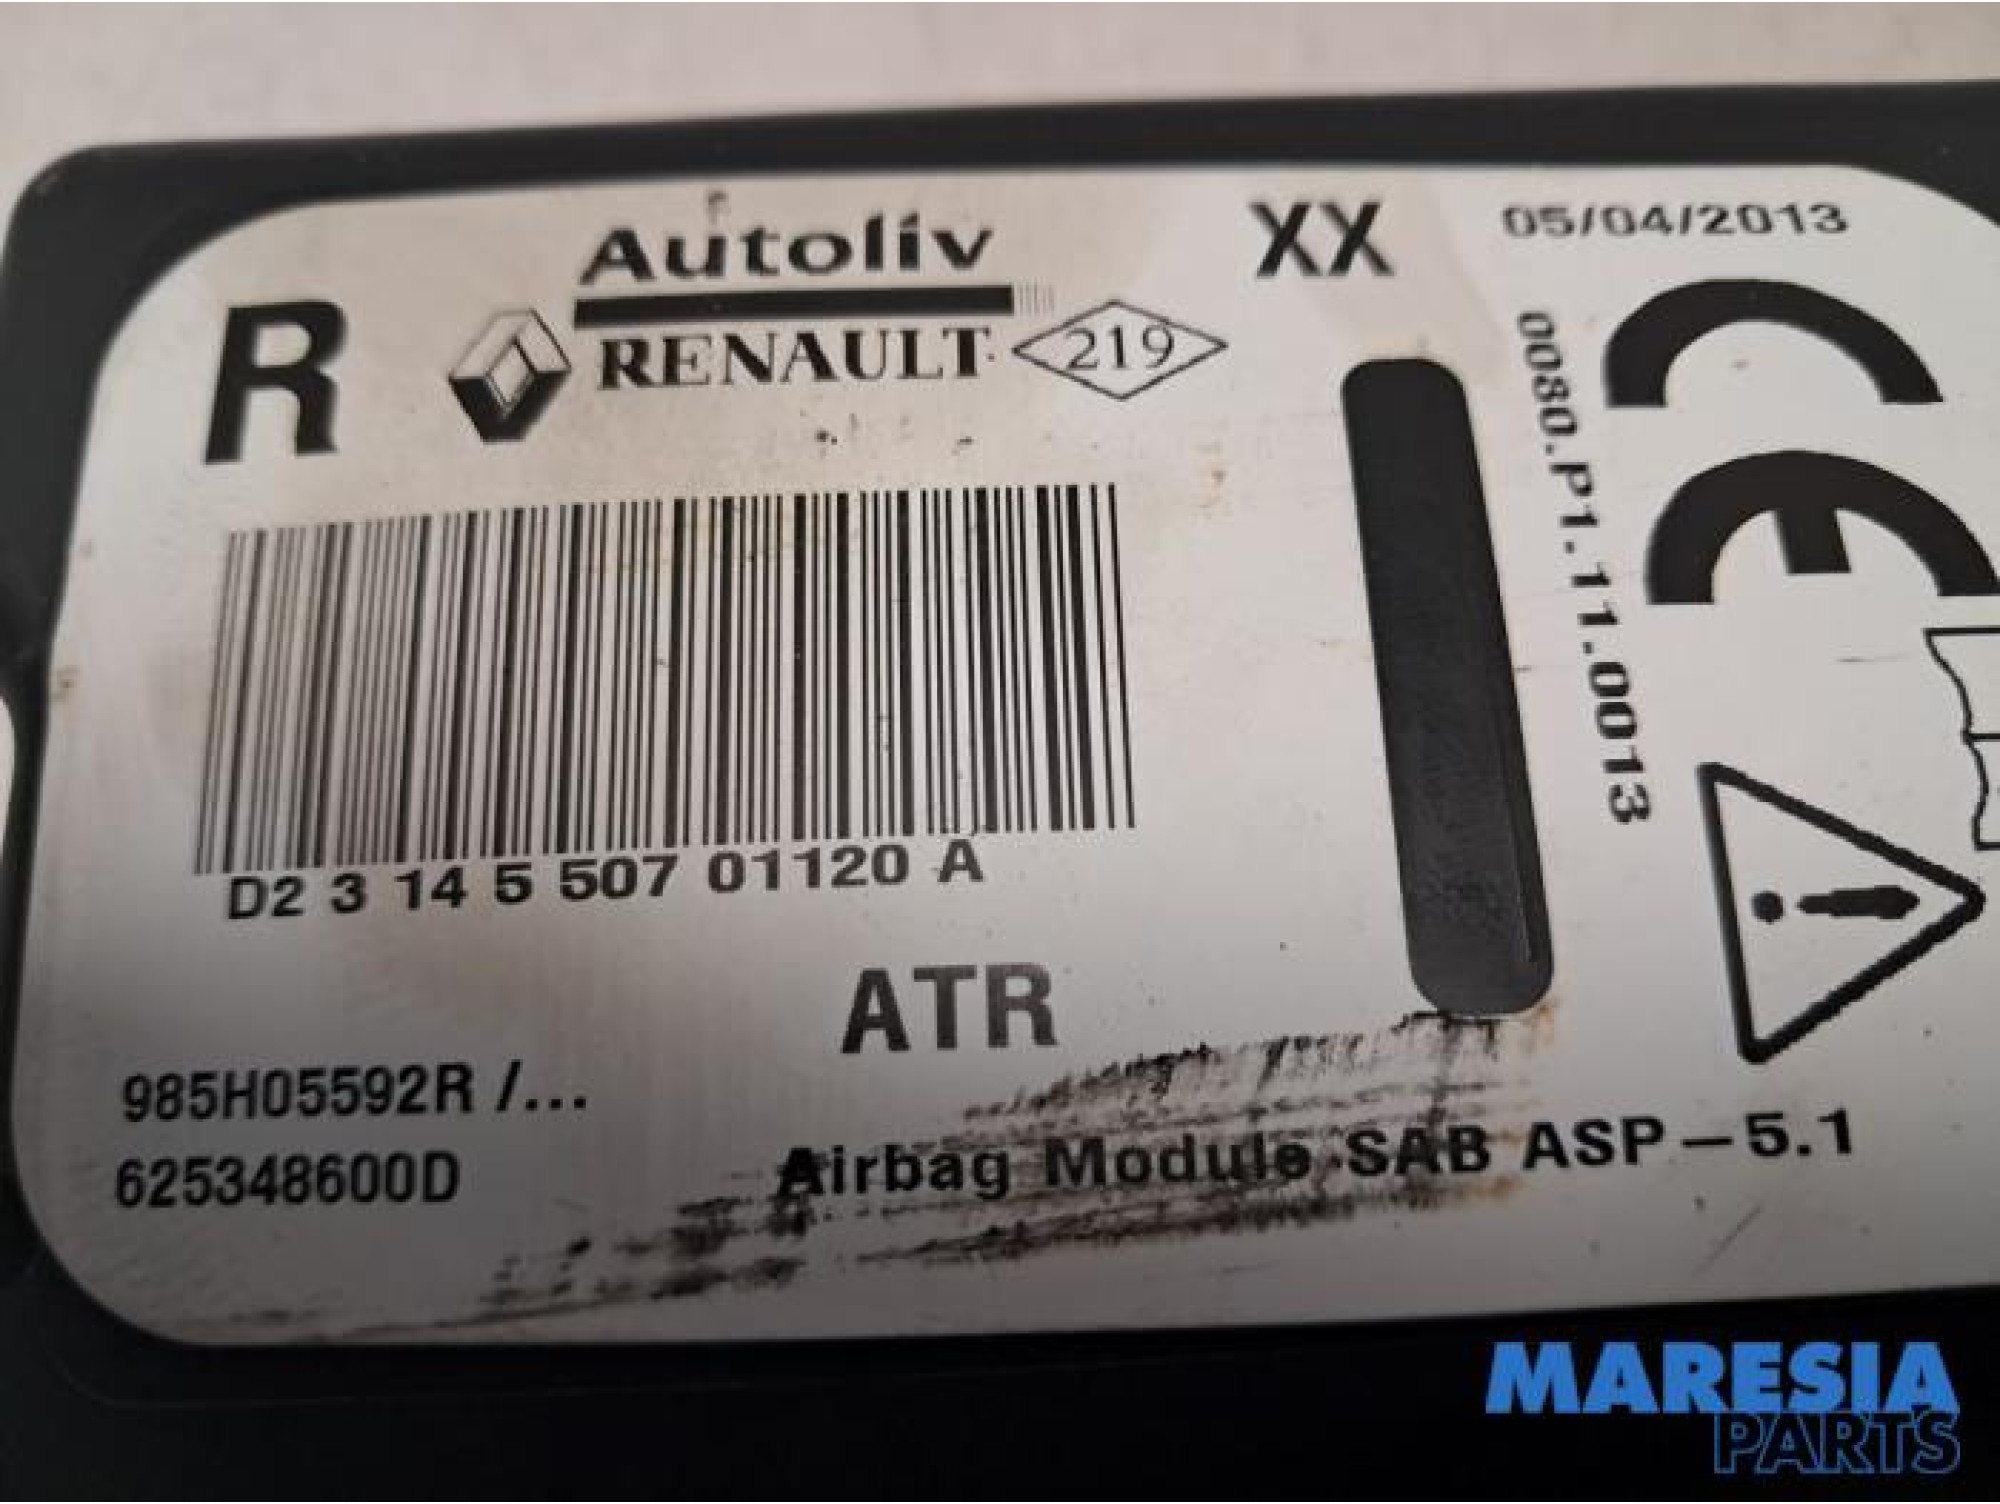 Autoliv
XX
05/04/2013
R
RENAULT
219
0080.P1.11.0013
D2 3 14 5 507 01120 A
ATR
985H05592R /...
625348600D
Airbag Module SAB ASP-5.1
MARESIA
PARTS